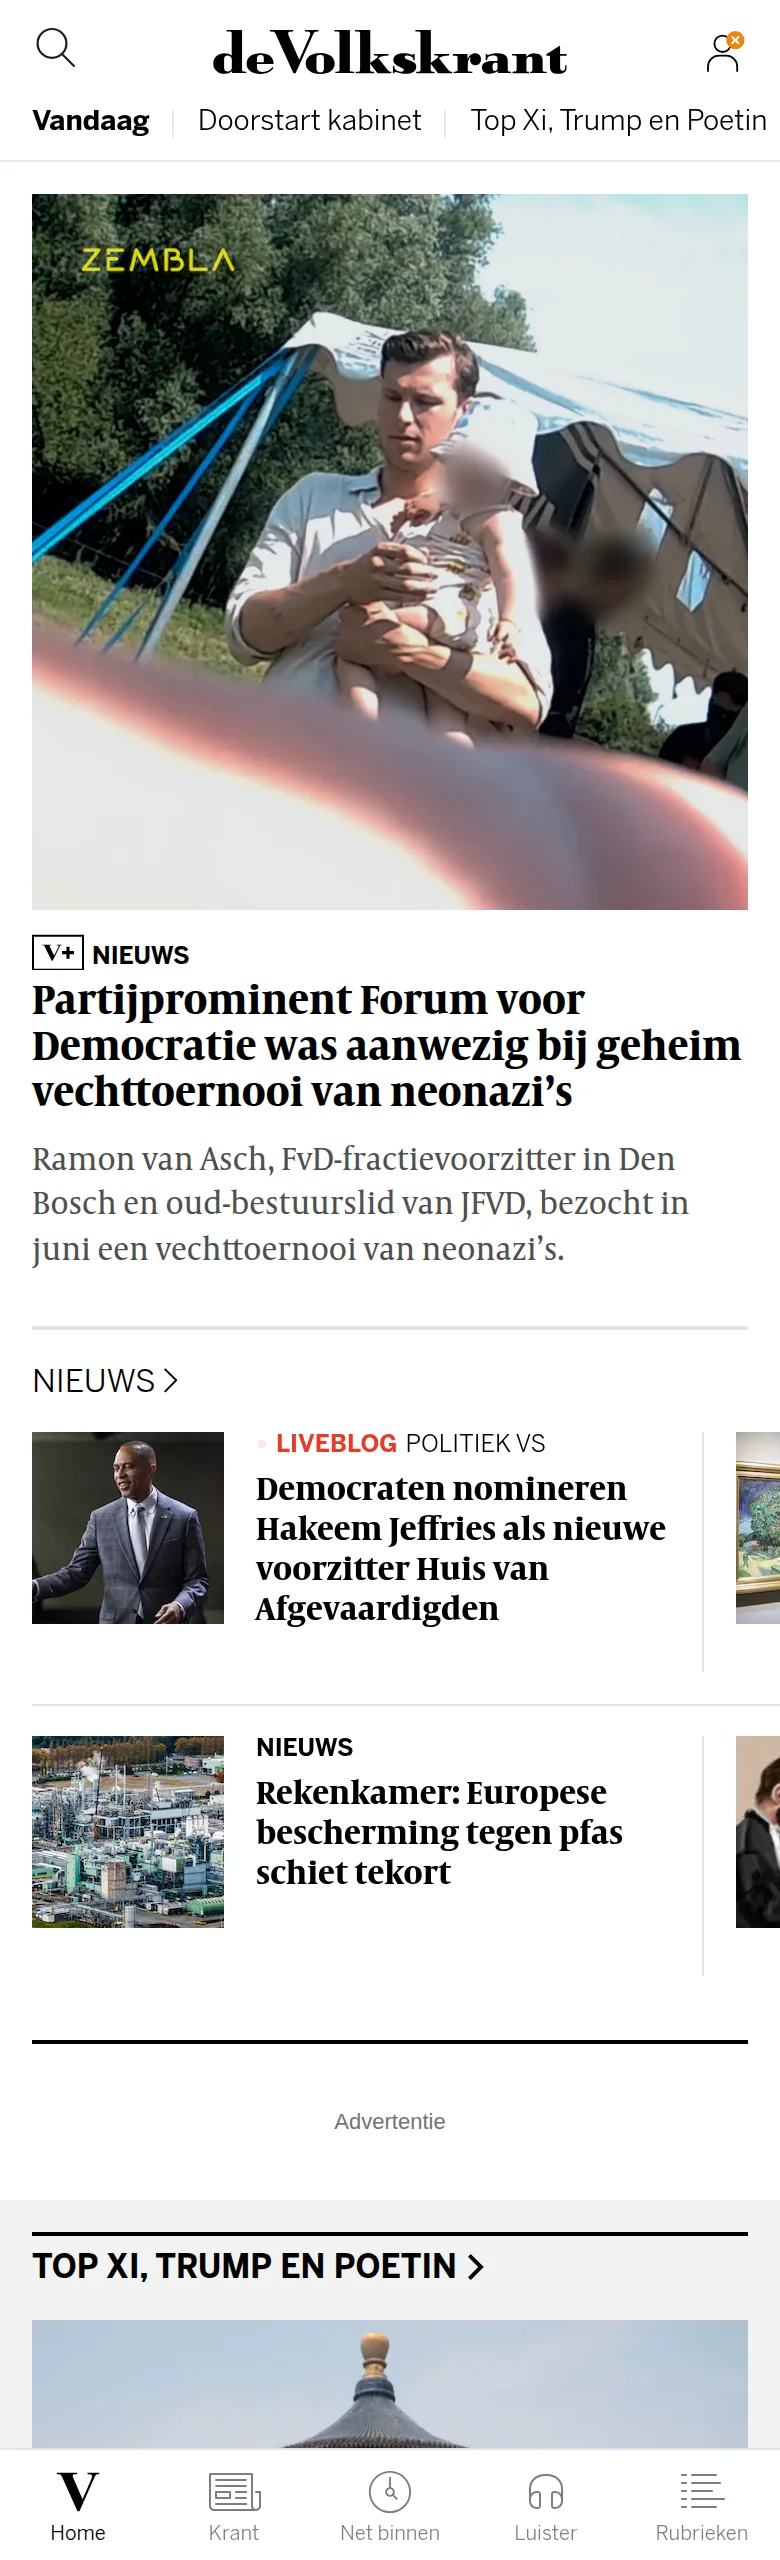 deVolkskrant
Vandaag
Doorstart kabinet
Top Xi, Trump en Poetin
ZEMBLA
V+ NIEUWS
Partijprominent Forum voor
Democratie was aanwezig bij geheim
vechttoernooi van neonazi’s
Ramon van Asch, FvD-fractievoorzitter in Den
Bosch en oud-bestuurslid van JFVD, bezocht in
juni een vechttoernooi van neonazi’s.
NIEUWS
LIVEBLOG POLITIEK VS
Democraten nomineren
Hakeem Jeffries als nieuwe
voorzitter Huis van
Afgevaardigden
NIEUWS
Rekenkamer: Europese
bescherming tegen pfas
schiet tekort
Advertentie
TOP XI, TRUMP EN POETIN
V
Home
Krant
Net binnen
Luister
Rubrieken